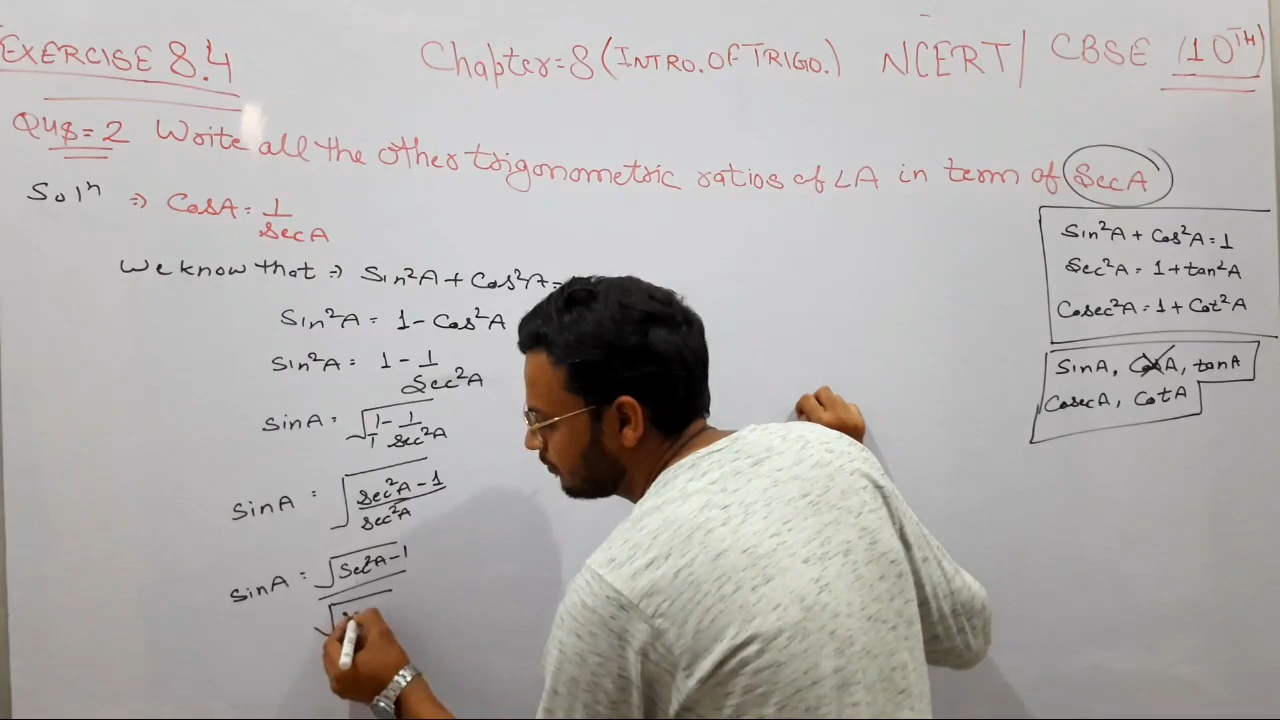 EXERCISE 8.4
Chapter=8 (INTRO. OF TRIGO.) NCERT/ CBSE (10TH)
QUS=2 Write all the other trigonometric ratios of ∠A in term of SecA
Solⁿ ⇒ CosA = 1/SecA
We know that ⇒ Sin²A + Cos²A =
Sin²A = 1 - Cos²A
Sin²A = 1 - 1/Sec²A
SinA = √(1/1 - 1/Sec²A)
SinA = √((Sec²A - 1)/Sec²A)
SinA = √(Sec²A - 1)/√
Sin²A + Cos²A = 1
Sec²A = 1 + tan²A
Cosec²A = 1 + Cot²A
SinA, CosA, tanA
CosecA, CotA